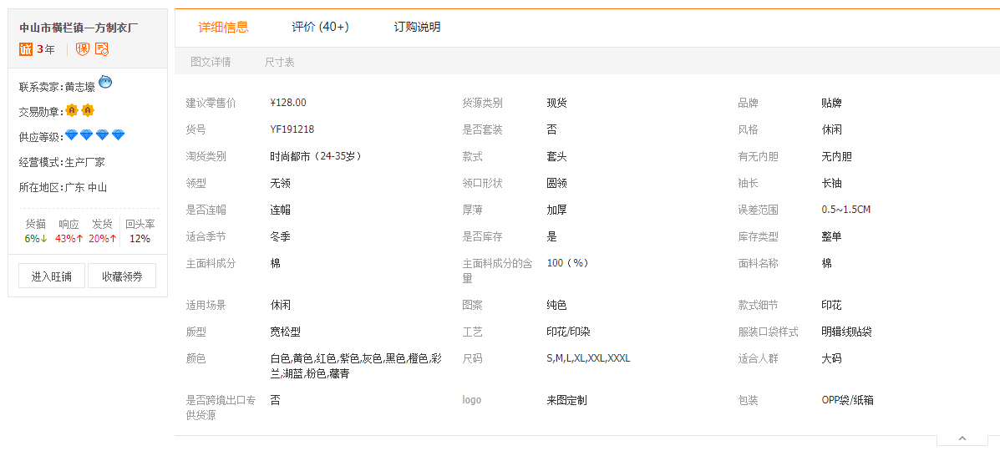 中山市横栏镇一方制衣厂
诚 3年 保
联系卖家:黄志壕
交易勋章: A A
供应等级:
经营模式:生产厂家
所在地区:广东 中山
货描 响应 发货 回头率
6%↓ 43%↑ 20%↑ 12%
进入旺铺 收藏领券
详细信息 评价 (40+) 订购说明
图文详情 尺寸表
建议零售价 ¥128.00 货源类别 现货 品牌 贴牌
货号 YF191218 是否套装 否 风格 休闲
淘货类别 时尚都市（24-35岁） 款式 套头 有无内胆 无内胆
领型 无领 领口形状 圆领 袖长 长袖
是否连帽 连帽 厚薄 加厚 误差范围 0.5~1.5CM
适合季节 冬季 是否库存 是 库存类型 整单
主面料成分 棉 主面料成分的含 100（%） 面料名称 棉
量
适用场景 休闲 图案 纯色 款式细节 印花
版型 宽松型 工艺 印花/印染 服装口袋样式 明辑线贴袋
颜色 白色,黄色,红色,紫色,灰色,黑色,橙色,彩 尺码 S,M,L,XL,XXL,XXXL 适合人群 大码
兰,湖蓝,粉色,藏青
是否跨境出口专 否 logo 来图定制 包装 OPP袋/纸箱
供货源